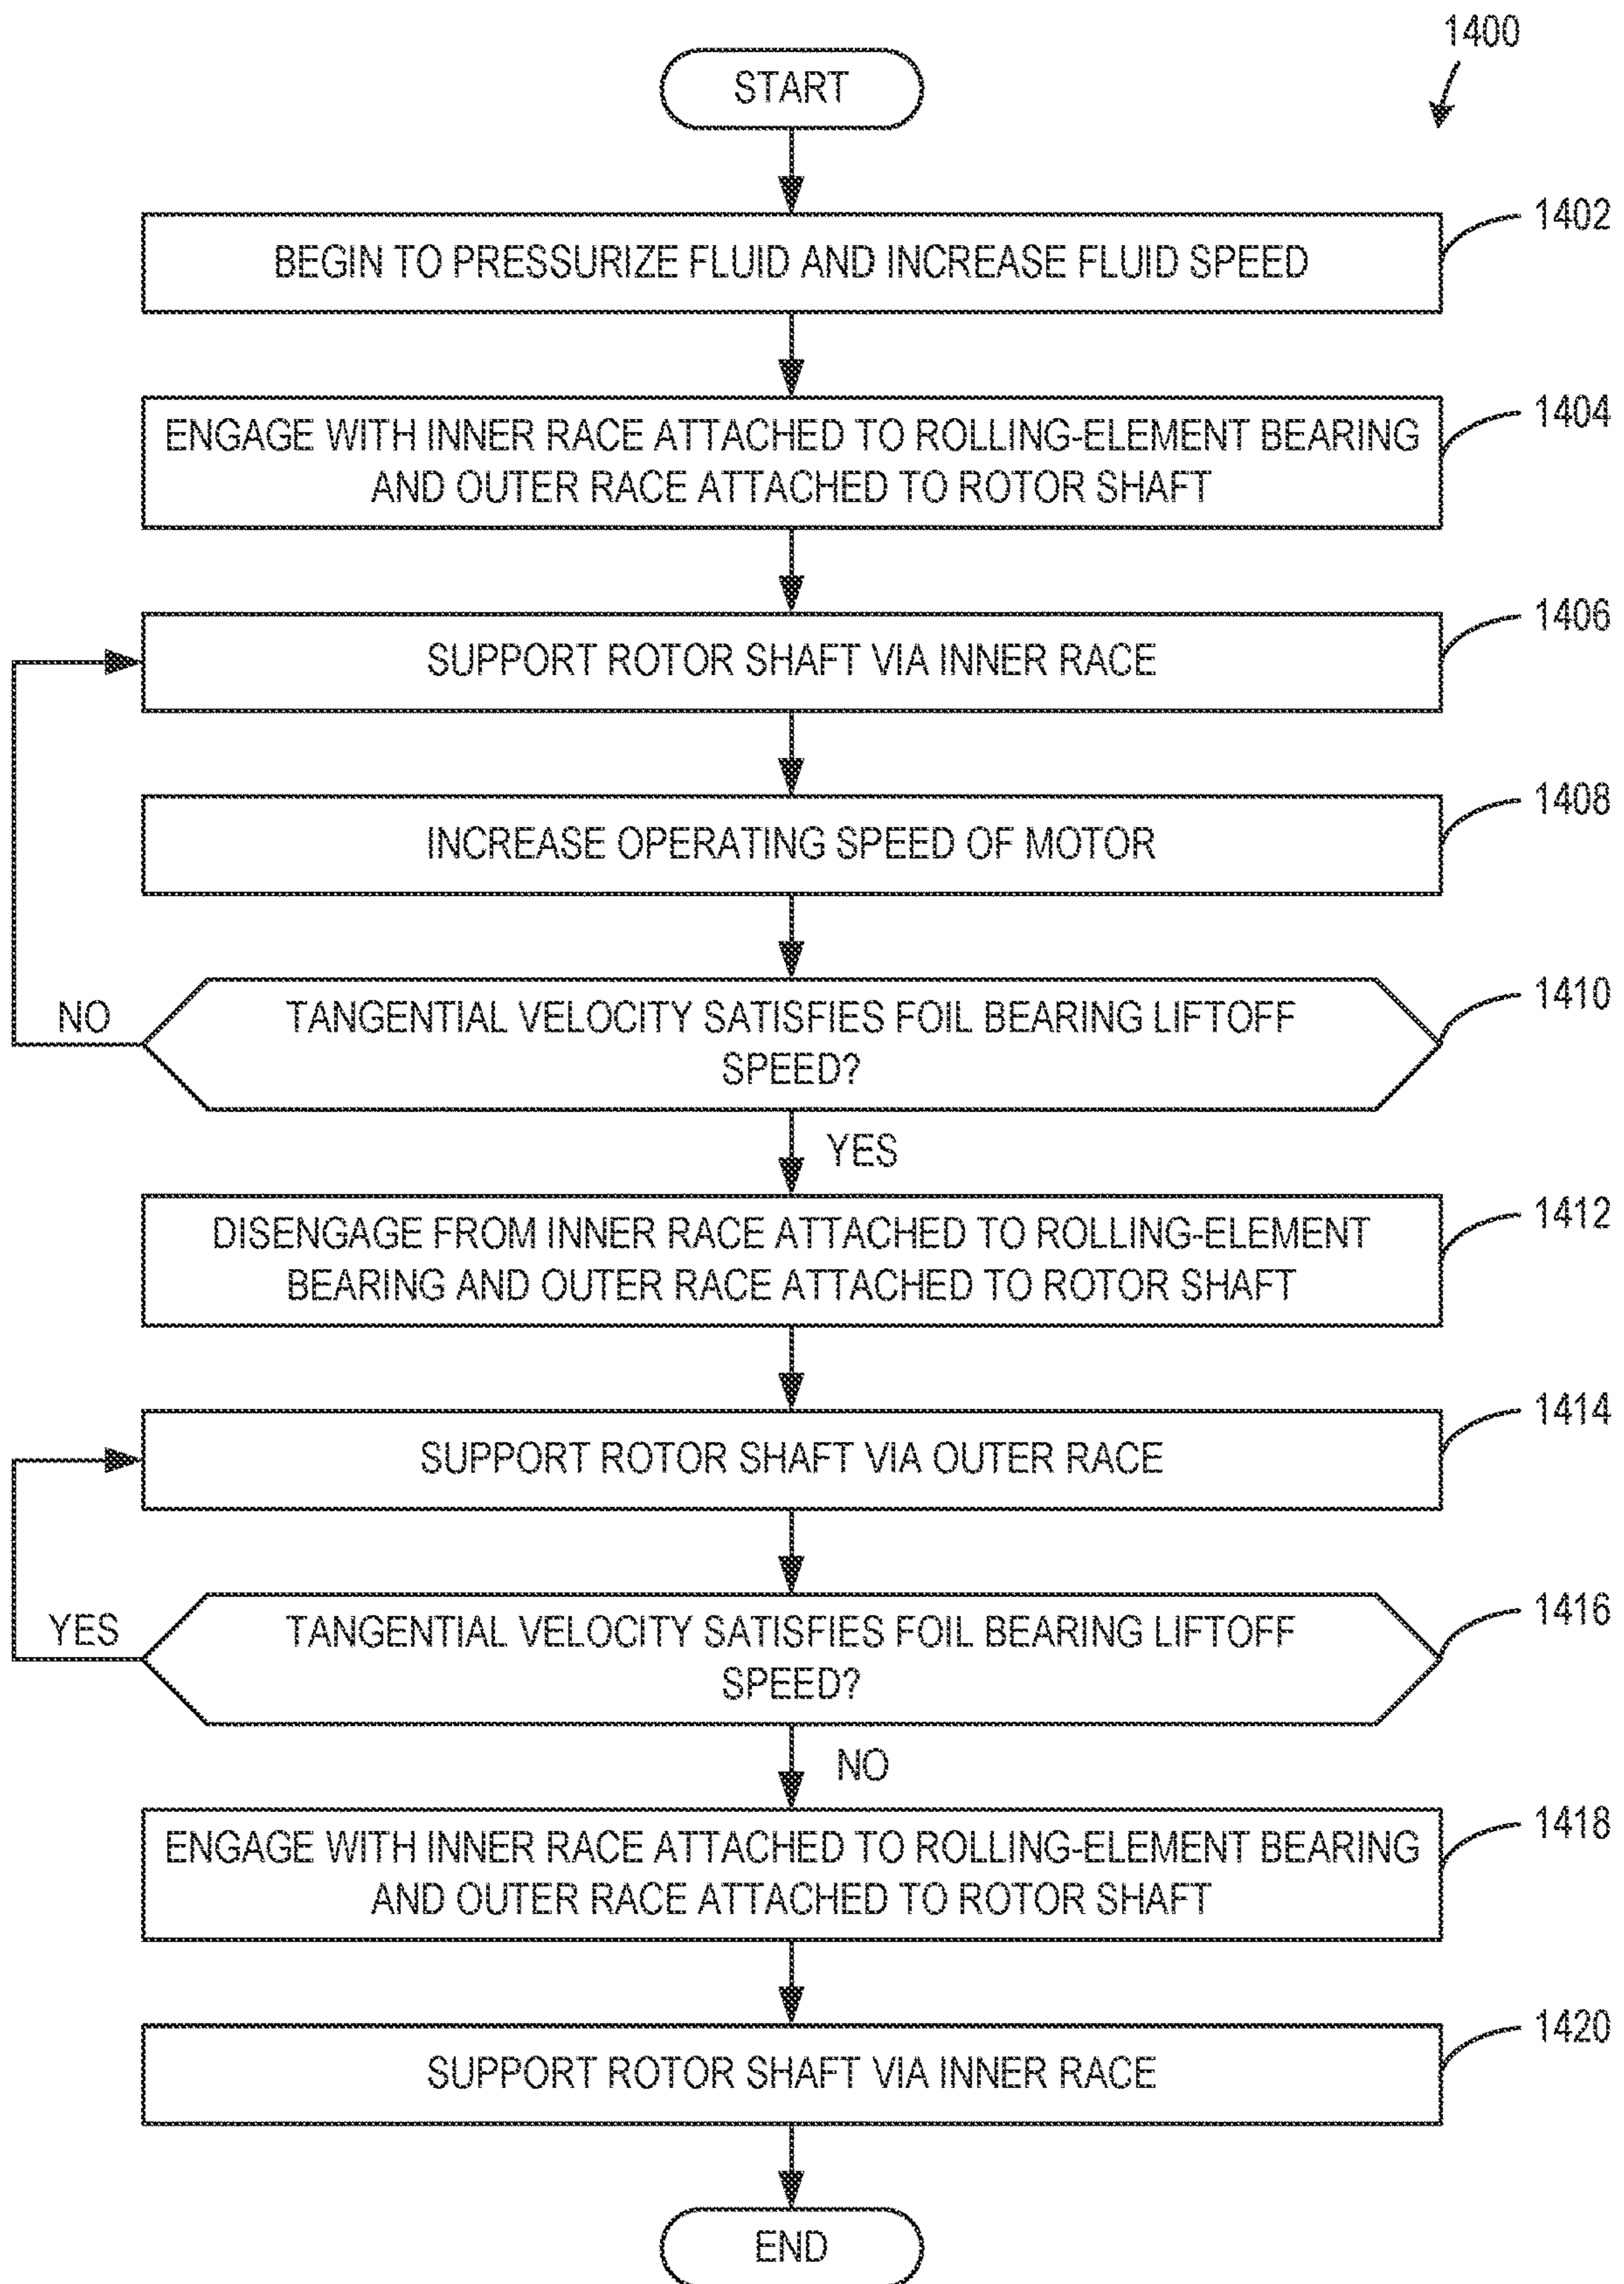 1400
START
1402
BEGIN TO PRESSURIZE FLUID AND INCREASE FLUID SPEED
1404
ENGAGE WITH INNER RACE ATTACHED TO ROLLING-ELEMENT BEARING
AND OUTER RACE ATTACHED TO ROTOR SHAFT
1406
SUPPORT ROTOR SHAFT VIA INNER RACE
1408
INCREASE OPERATING SPEED OF MOTOR
1410
TANGENTIAL VELOCITY SATISFIES FOIL BEARING LIFTOFF
SPEED?
NO
YES
1412
DISENGAGE FROM INNER RACE ATTACHED TO ROLLING-ELEMENT
BEARING AND OUTER RACE ATTACHED TO ROTOR SHAFT
1414
SUPPORT ROTOR SHAFT VIA OUTER RACE
1416
TANGENTIAL VELOCITY SATISFIES FOIL BEARING LIFTOFF
SPEED?
YES
NO
1418
ENGAGE WITH INNER RACE ATTACHED TO ROLLING-ELEMENT BEARING
AND OUTER RACE ATTACHED TO ROTOR SHAFT
1420
SUPPORT ROTOR SHAFT VIA INNER RACE
END